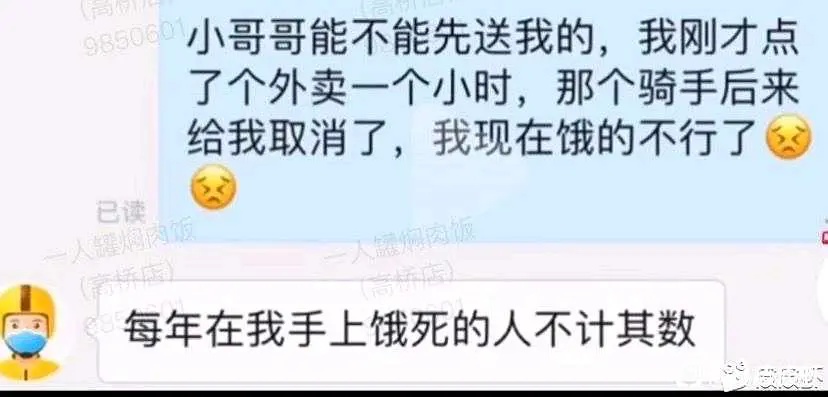 小哥哥能不能先送我的，我刚才点
了个外卖一个小时，那个骑手后来
给我取消了，我现在饿的不行了😣
😣
已读
一人罐焖肉饭
(高桥店)
9850601
一人罐焖肉饭
(高桥店)
9850601
(高桥店)
9850601
每年在我手上饿死的人不计其数